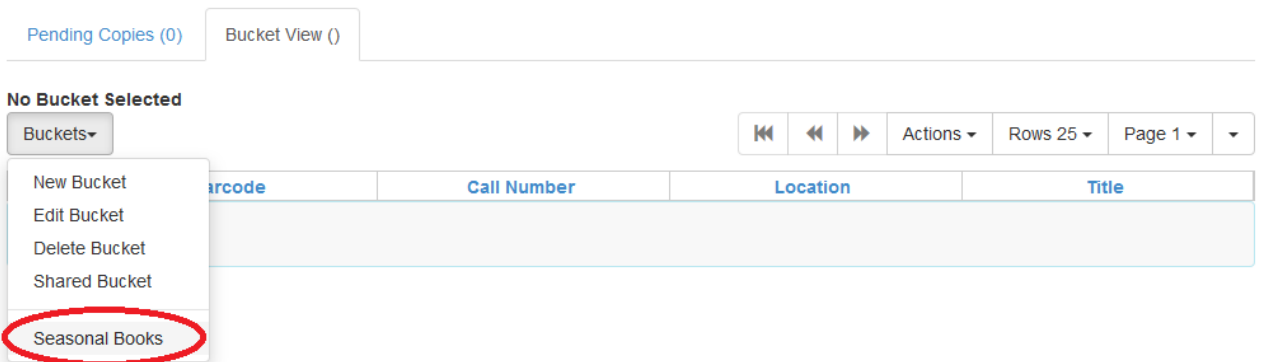 Pending Copies (0) Bucket View ()
No Bucket Selected
Buckets Actions Rows 25 Page 1
New Bucket
arcode Call Number Location Title
Edit Bucket
Delete Bucket
Shared Bucket
Seasonal Books